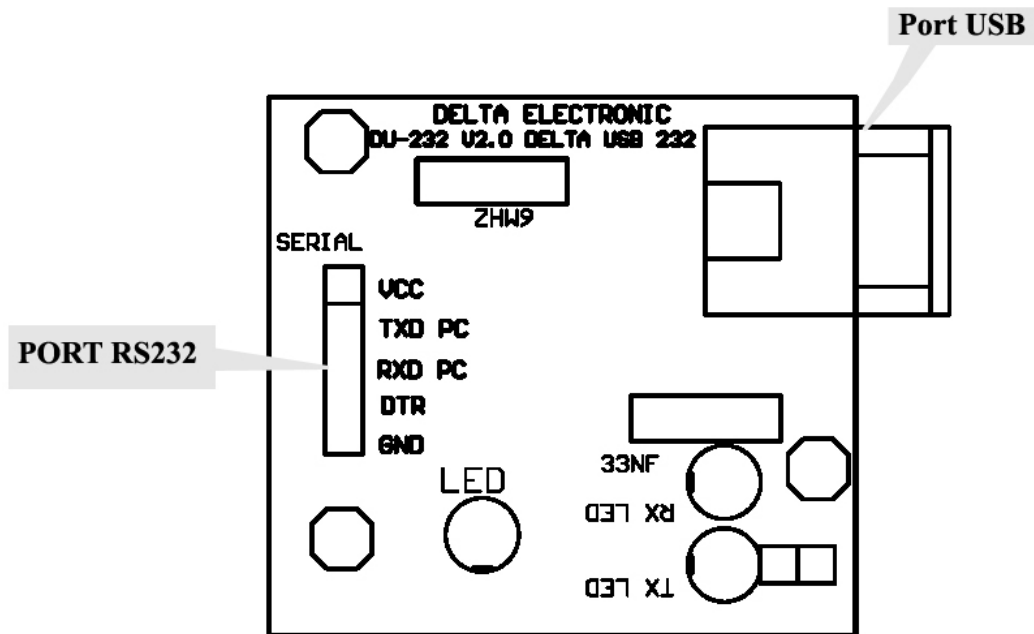 Port USB
DELTA ELECTRONIC
DU-232 V2.0 DELTA USB 232
6MHZ
SERIAL
VCC
TXD PC
PORT RS232
RXD PC
DTR
GND
33NF
LED
RX LED
TX LED